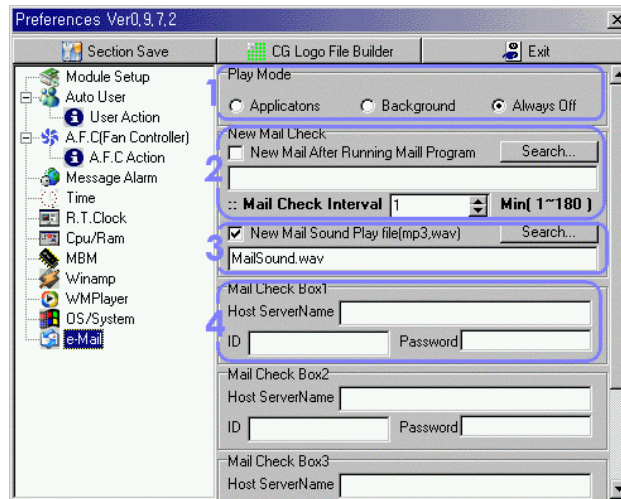 Preferences Ver0,9,7,2
Section Save
CG Logo File Builder
Exit
Module Setup
Auto User
User Action
A.F.C(Fan Controller)
A.F.C Action
Message Alarm
Time
R.T.Clock
Cpu/Ram
MBM
Winamp
WMPlayer
OS/System
e-Mail
1
Play Mode
Applicatons
Background
Always Off
2
New Mail Check
New Mail After Running Maill Program
Search...
:: Mail Check Interval 1 Min( 1~180 )
3
New Mail Sound Play file(mp3,wav)
Search...
MailSound.wav
4
Mail Check Box1
Host ServerName
ID
Password
Mail Check Box2
Host ServerName
ID
Password
Mail Check Box3
Host ServerName